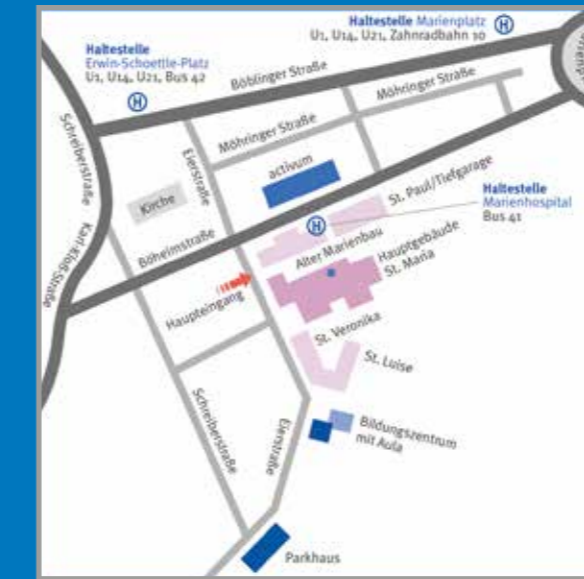 Haltestelle Marienplatz
U1, U14, U21, Zahnradbahn 10
H
Haltestelle
Erwin-Schoettle-Platz
U1, U14, U21, Bus 42
H
Böblinger Straße
Möhringer Straße
Möhringer Straße
Schreiberstraße
Eierstraße
activum
Kirche
St. Paul/Tiefgarage
Haltestelle
Marienhospital
Bus 41
H
Karl-Kloß-Straße
Böheimstraße
Alter Marienbau
Hauptgebäude
St. Maria
Haupteingang
St. Veronika
St. Luise
Schreiberstraße
Eierstraße
Bildungszentrum
mit Aula
Parkhaus